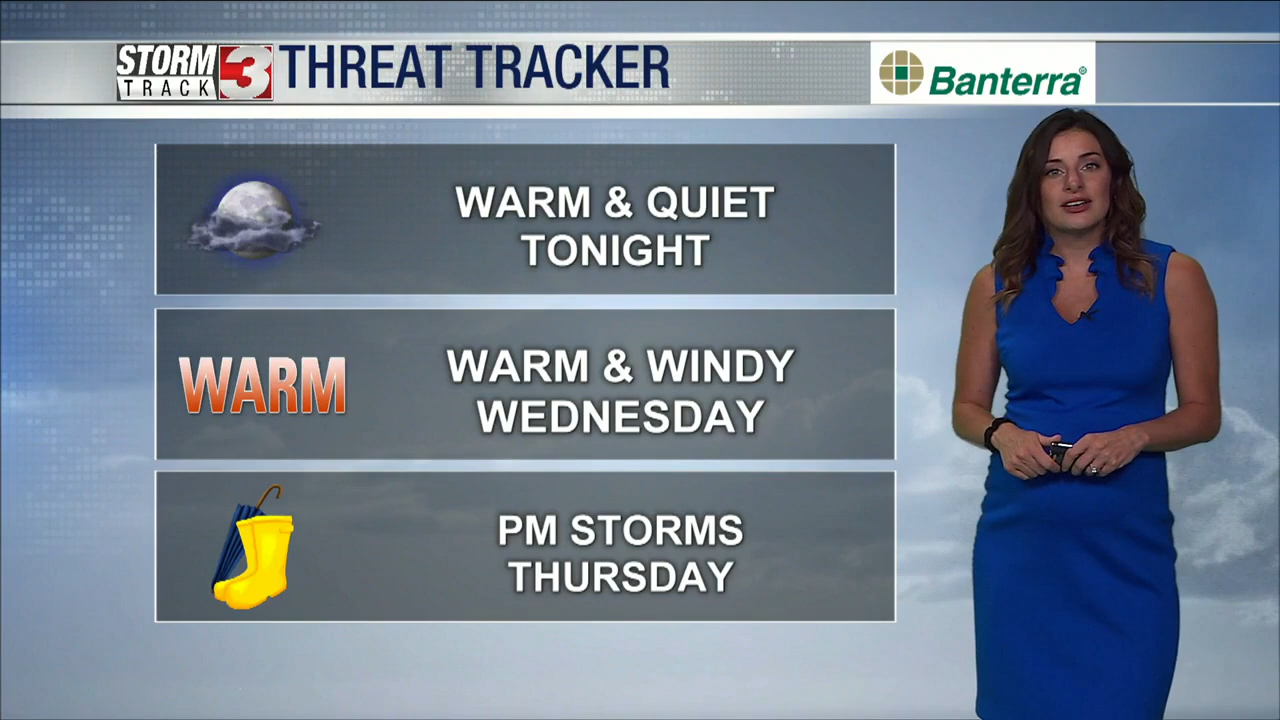 STORM
TRACK 3
THREAT TRACKER
Banterra®
WARM & QUIET
TONIGHT
WARM
WARM & WINDY
WEDNESDAY
PM STORMS
THURSDAY